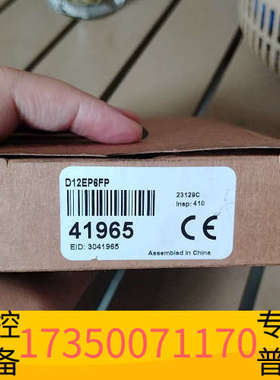 D12EP6FP
23129C
Insp: 410
41965
CE
EID: 3041965
Assembled in China
控 17350071170 专
备 普